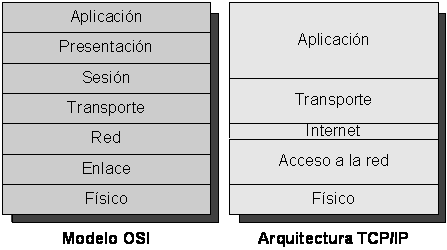 Aplicación
Presentación
Sesión
Transporte
Red
Enlace
Físico
Modelo OSI
Aplicación
Transporte
Internet
Acceso a la red
Físico
Arquitectura TCP/IP